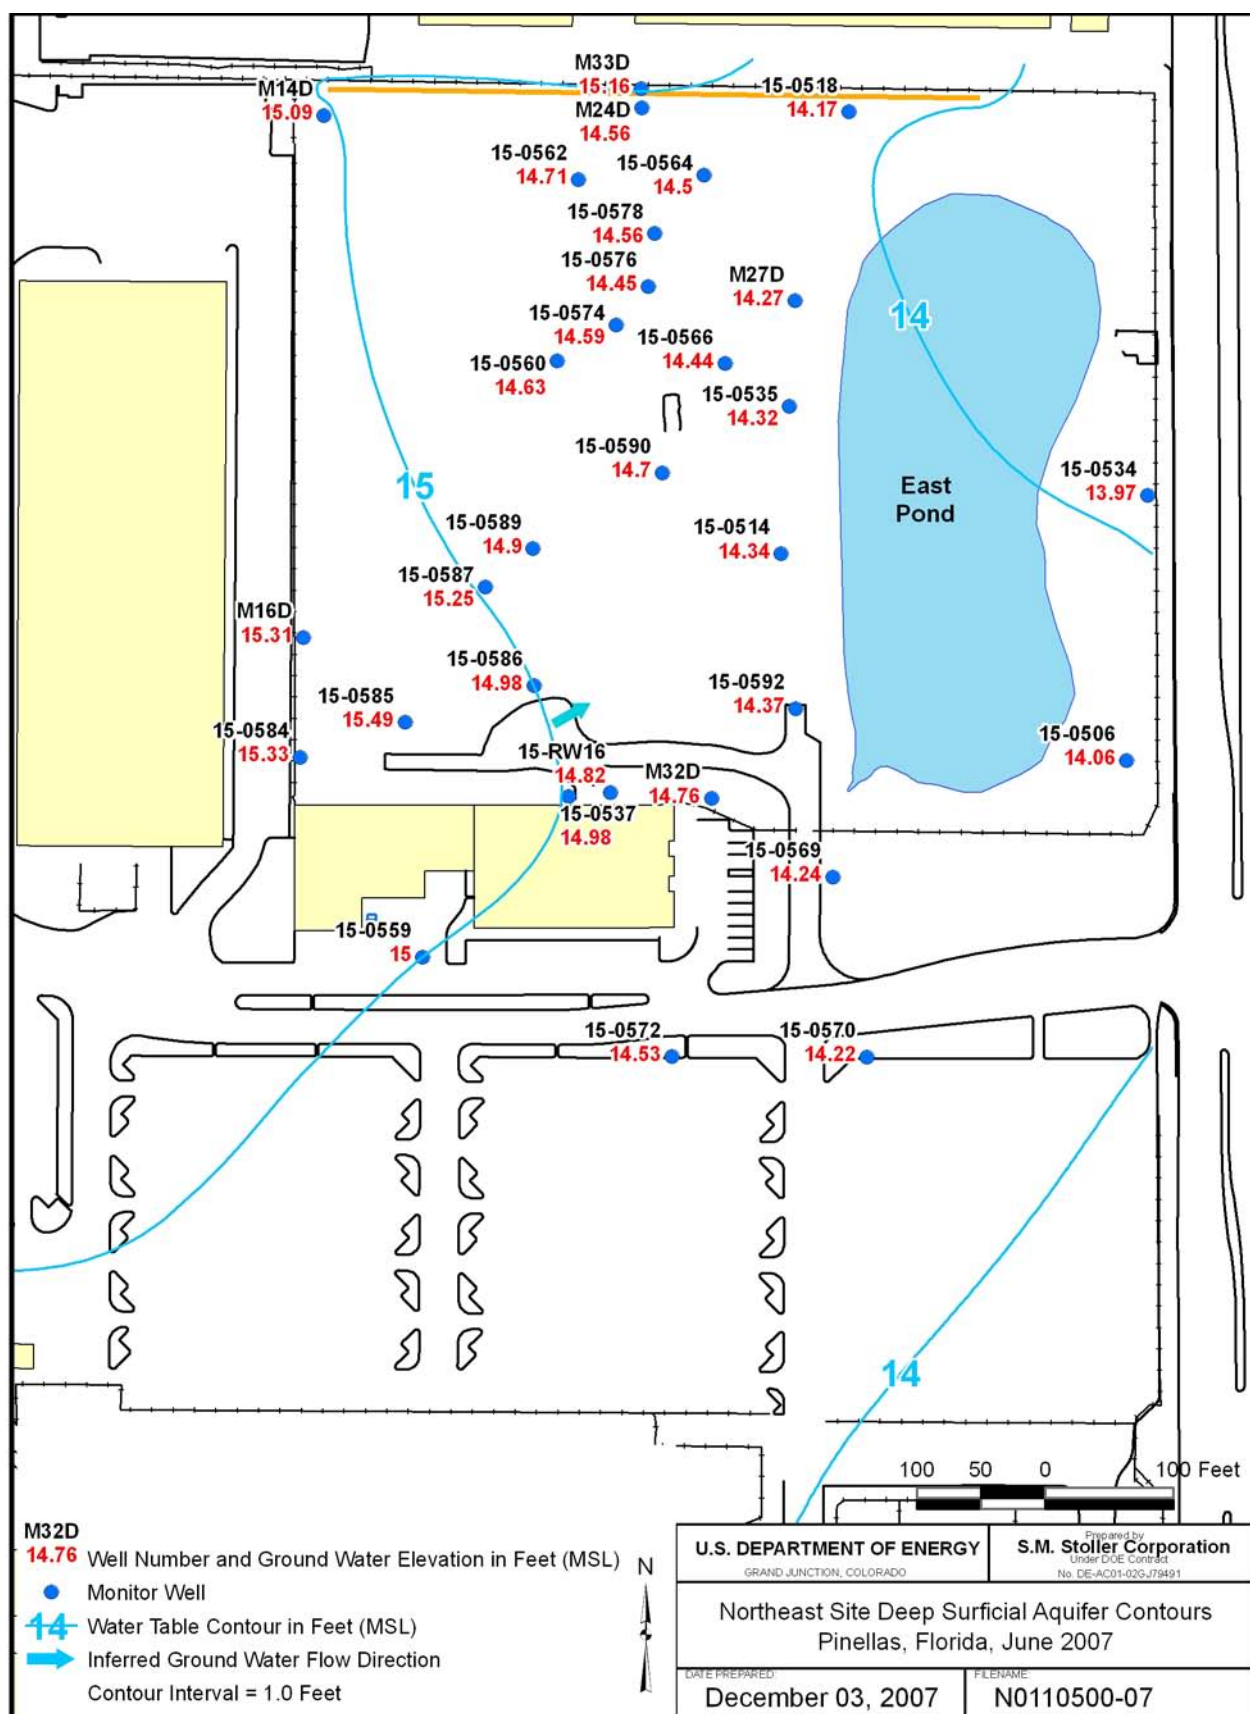 M33D
15.16
M14D
15.09
M24D
14.56
15-0518
14.17
15-0562
14.71
15-0564
14.5
15-0578
14.56
15-0576
14.45
M27D
14.27
15-0574
14.59
14
15-0566
14.44
15-0560
14.63
15-0535
14.32
15-0590
14.7
15
15-0534
13.97
East
Pond
15-0589
14.9
15-0514
14.34
15-0587
15.25
M16D
15.31
15-0586
14.98
15-0585
15.49
15-0592
14.37
15-0584
15.33
15-0506
14.06
15-RW16
14.82
M32D
14.76
15-0537
14.98
15-0569
14.24
15-0559
15
15-0572
14.53
15-0570
14.22
14
100 50 0 100 Feet
M32D
14.76 Well Number and Ground Water Elevation in Feet (MSL)
Monitor Well
14 Water Table Contour in Feet (MSL)
Inferred Ground Water Flow Direction
Contour Interval = 1.0 Feet
N
U.S. DEPARTMENT OF ENERGY
GRAND JUNCTION, COLORADO
Prepared by
S.M. Stoller Corporation
Under DOE Contract
No. DE-AC01-02GJ79491
Northeast Site Deep Surficial Aquifer Contours
Pinellas, Florida, June 2007
DATE PREPARED:
December 03, 2007
FILENAME:
N0110500-07